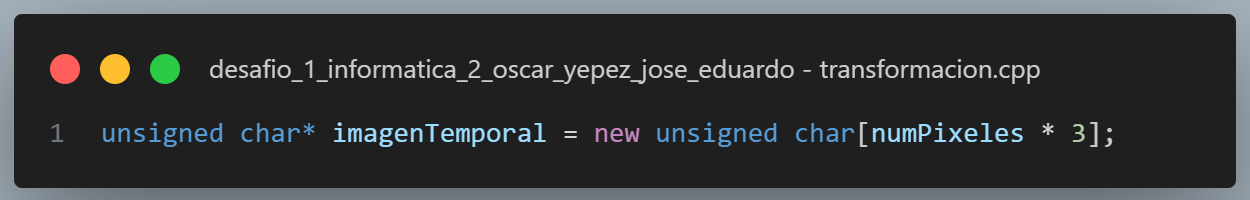 desafio_1_informatica_2_oscar_yepez_jose_eduardo - transformacion.cpp
1 unsigned char* imagenTemporal = new unsigned char[numPixeles * 3];